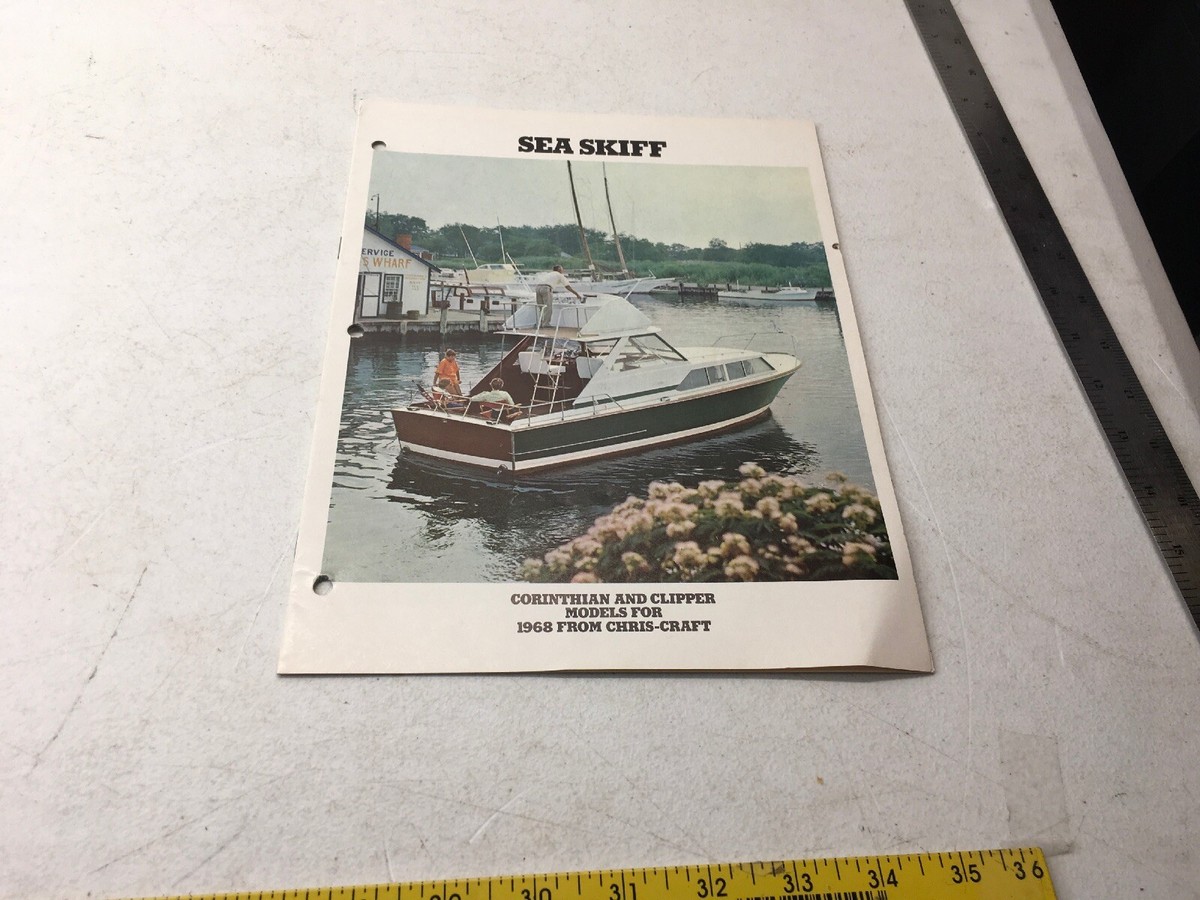 SEA SKIFF
ERVICE
S WHARF
CORINTHIAN AND CLIPPER
MODELS FOR
1968 FROM CHRIS-CRAFT
30 31 32 33 34 35 36